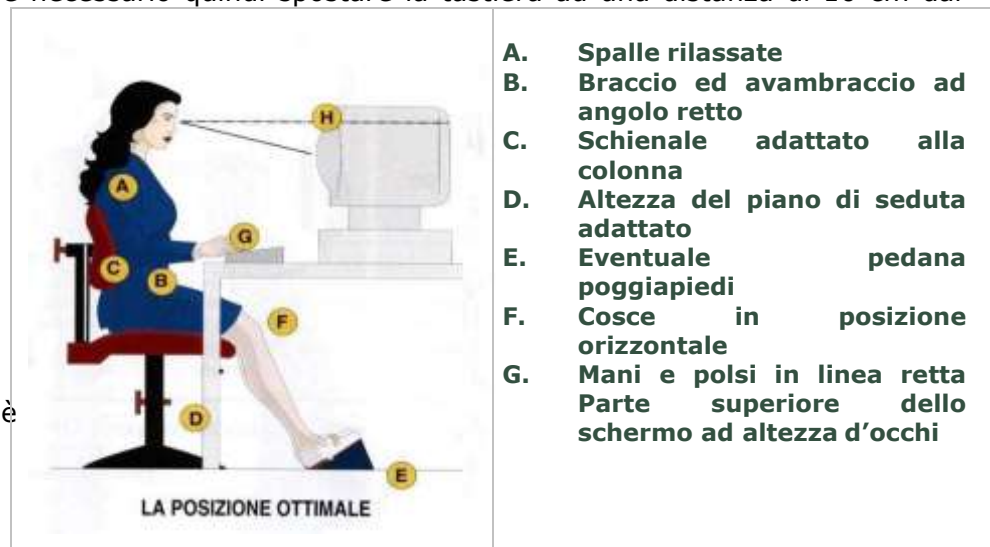 necessario quindi spostare la tastiera ad una distanza di cm dal
H
A
G
C
B
F
è
D
E
LA POSIZIONE OTTIMALE
A. Spalle rilassate
B. Braccio ed avambraccio ad
angolo retto
C. Schienale adattato alla
colonna
D. Altezza del piano di seduta
adattato
E. Eventuale pedana
poggiapiedi
F. Cosce in posizione
orizzontale
G. Mani e polsi in linea retta
Parte superiore dello
schermo ad altezza d'occhi